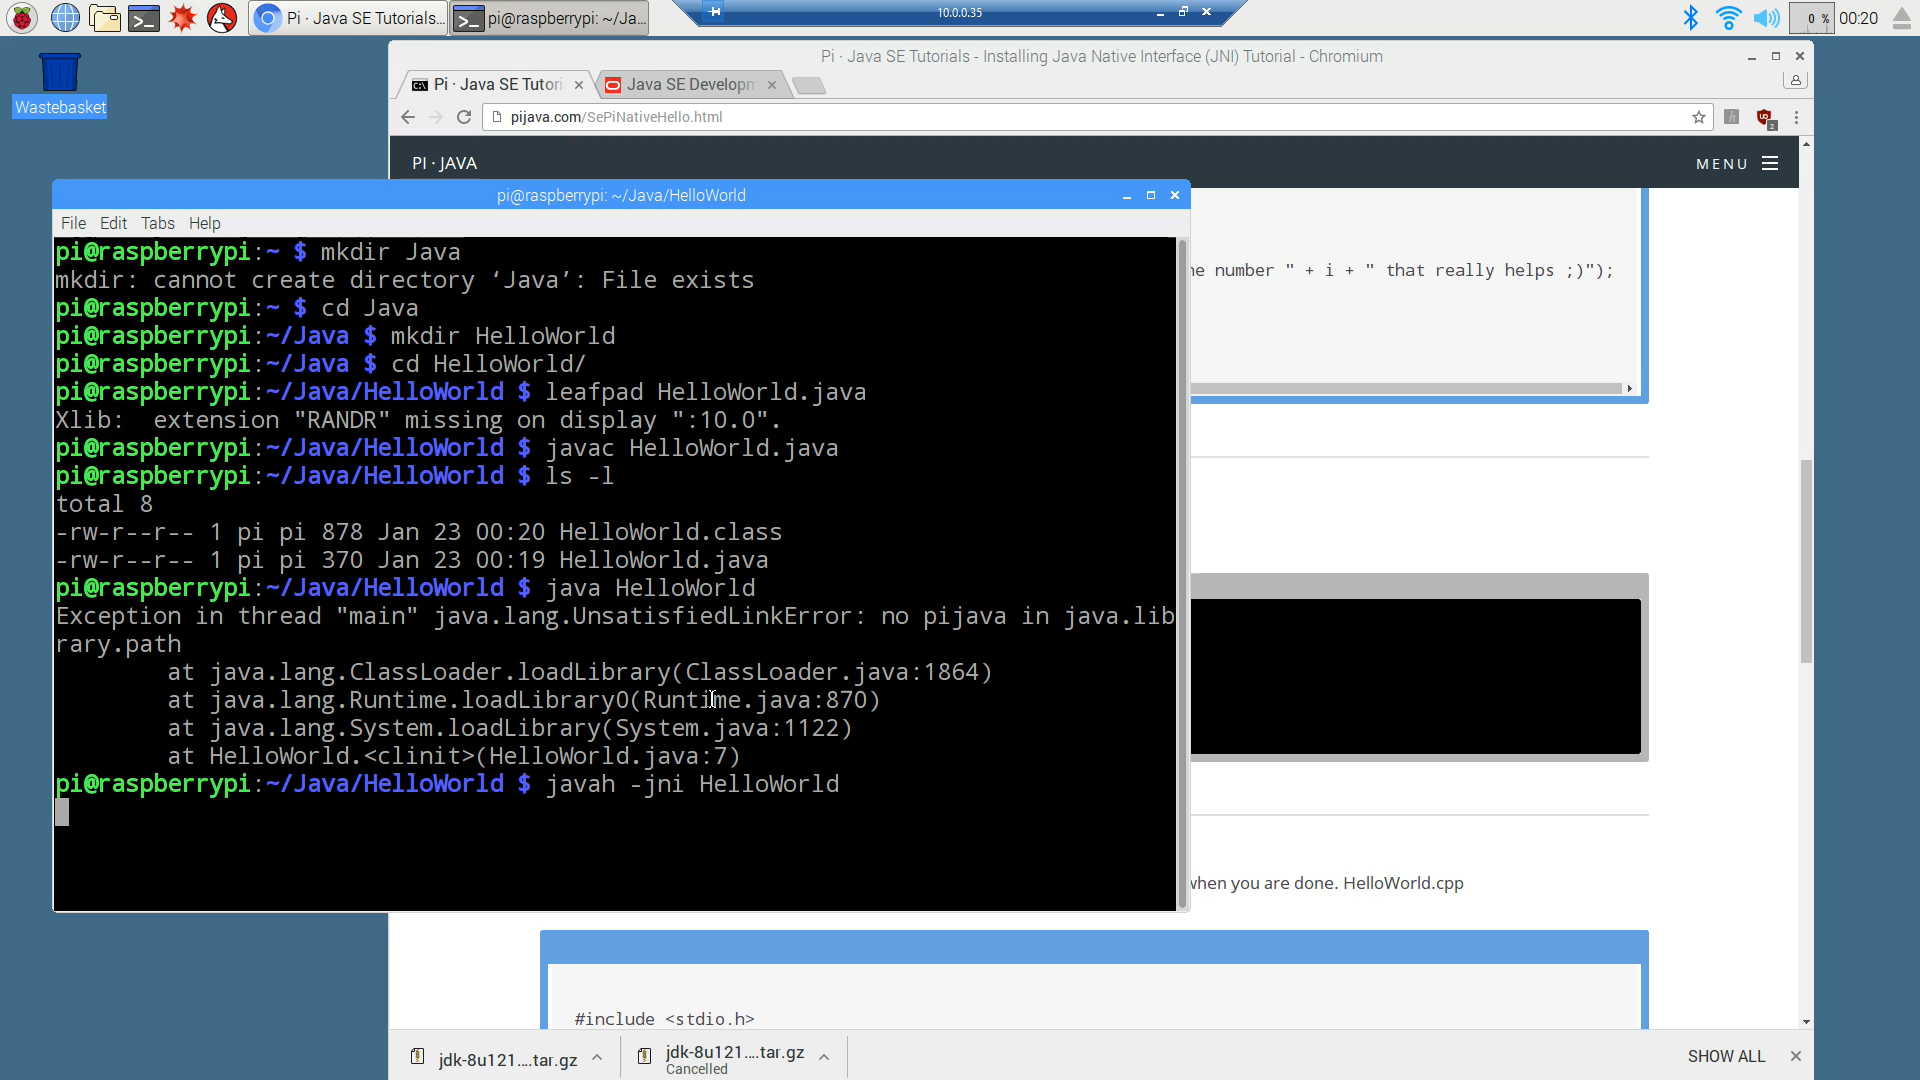 Pi · Java SE Tutorials...
pi@raspberrypi: ~/Ja...
10.0.0.35
0 %
00:20
Wastebasket
Pi · Java SE Tutorials - Installing Java Native Interface (JNI) Tutorial - Chromium
Pi · Java SE Tutori
Java SE Developm
pijava.com/SePiNativeHello.html
2
PI · JAVA
MENU
pi@raspberrypi: ~/Java/HelloWorld
File Edit Tabs Help
pi@raspberrypi:~ $ mkdir Java
mkdir: cannot create directory ‘Java’: File exists
pi@raspberrypi:~ $ cd Java
pi@raspberrypi:~/Java $ mkdir HelloWorld
pi@raspberrypi:~/Java $ cd HelloWorld/
pi@raspberrypi:~/Java/HelloWorld $ leafpad HelloWorld.java
Xlib:  extension "RANDR" missing on display ":10.0".
pi@raspberrypi:~/Java/HelloWorld $ javac HelloWorld.java
pi@raspberrypi:~/Java/HelloWorld $ ls -l
total 8
-rw-r--r-- 1 pi pi 878 Jan 23 00:20 HelloWorld.class
-rw-r--r-- 1 pi pi 370 Jan 23 00:19 HelloWorld.java
pi@raspberrypi:~/Java/HelloWorld $ java HelloWorld
Exception in thread "main" java.lang.UnsatisfiedLinkError: no pijava in java.lib
rary.path
        at java.lang.ClassLoader.loadLibrary(ClassLoader.java:1864)
        at java.lang.Runtime.loadLibrary0(Runtime.java:870)
        at java.lang.System.loadLibrary(System.java:1122)
        at HelloWorld.<clinit>(HelloWorld.java:7)
pi@raspberrypi:~/Java/HelloWorld $ javah -jni HelloWorld
number " + i + " that really helps ;)");
when you are done. HelloWorld.cpp
#include <stdio.h>
jdk-8u121....tar.gz
jdk-8u121....tar.gz
Cancelled
SHOW ALL